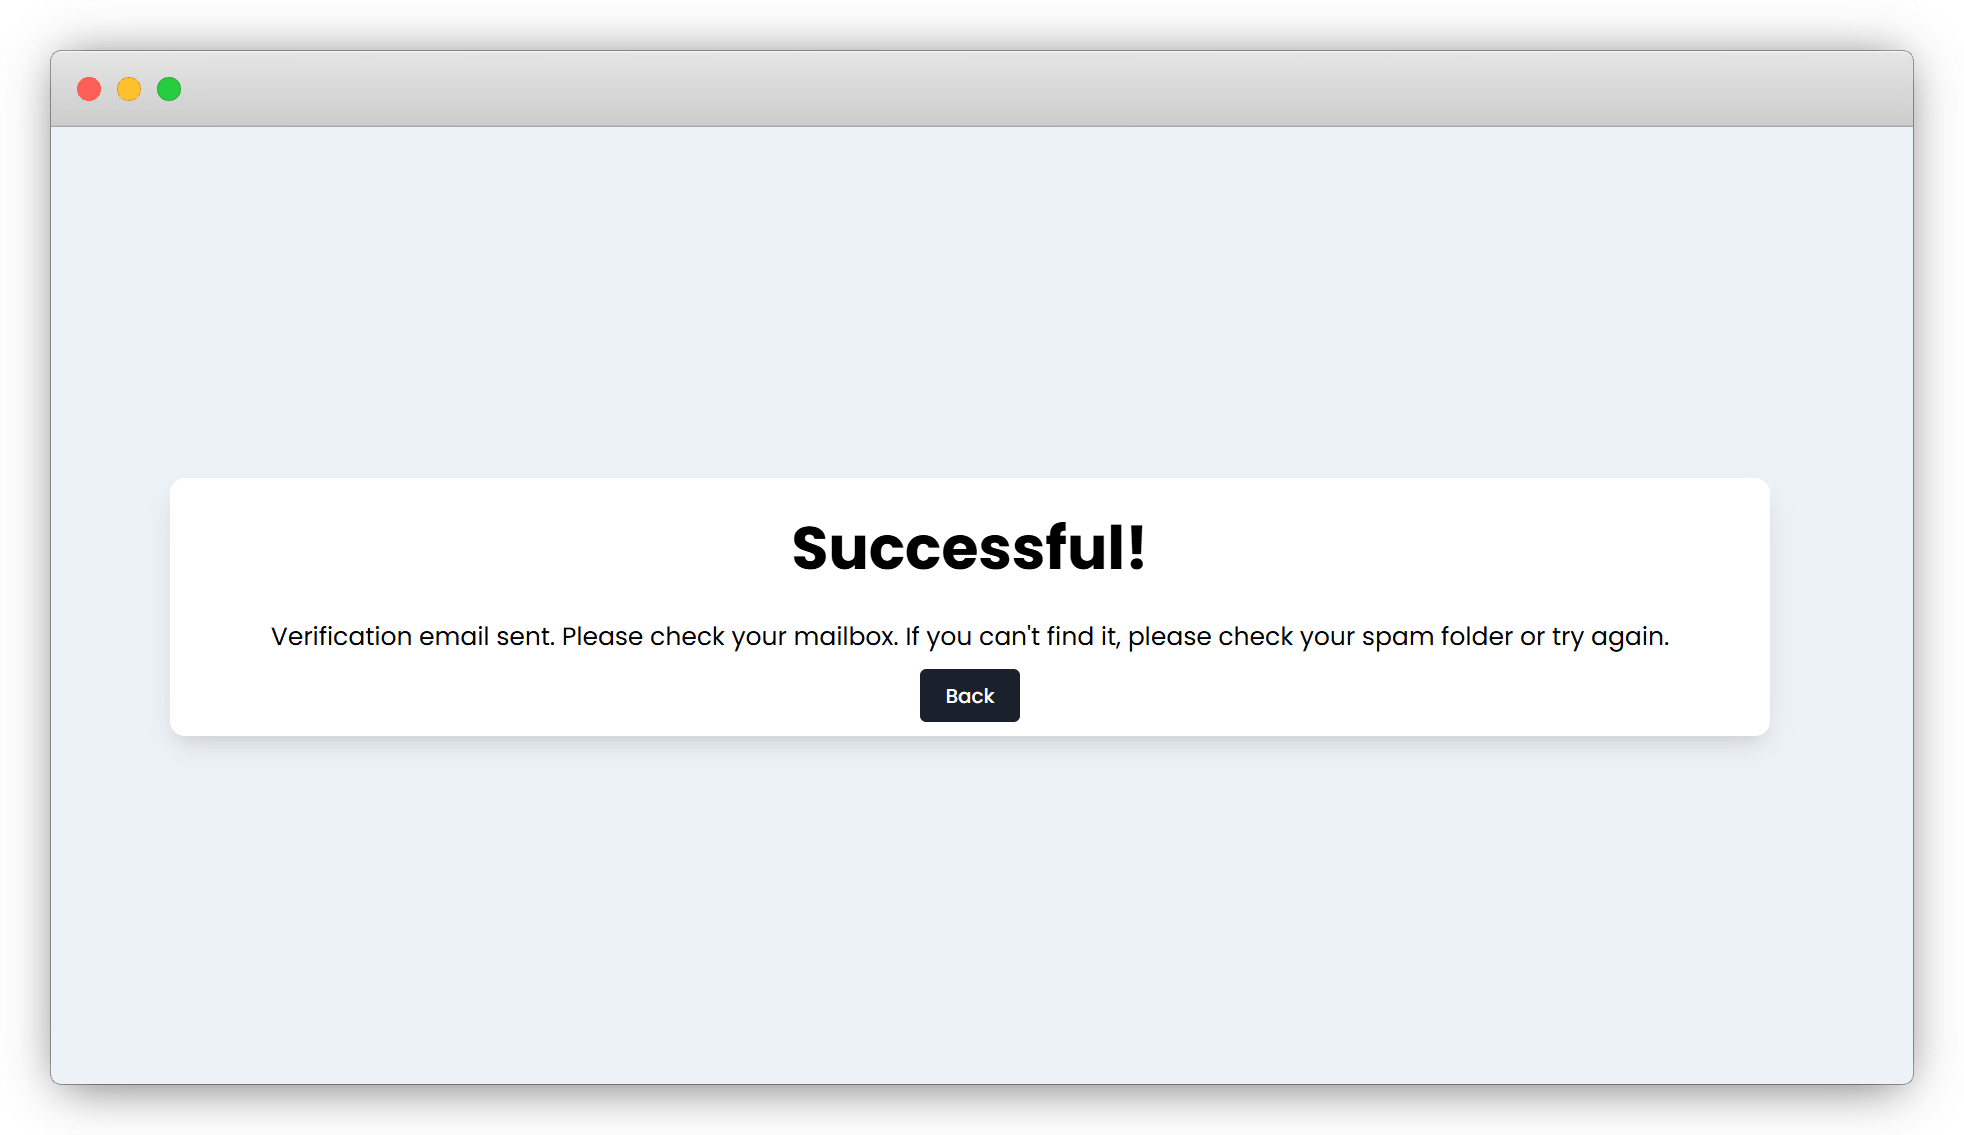 Successful!
Verification email sent. Please check your mailbox. If you can't find it, please check your spam folder or try again.
Back